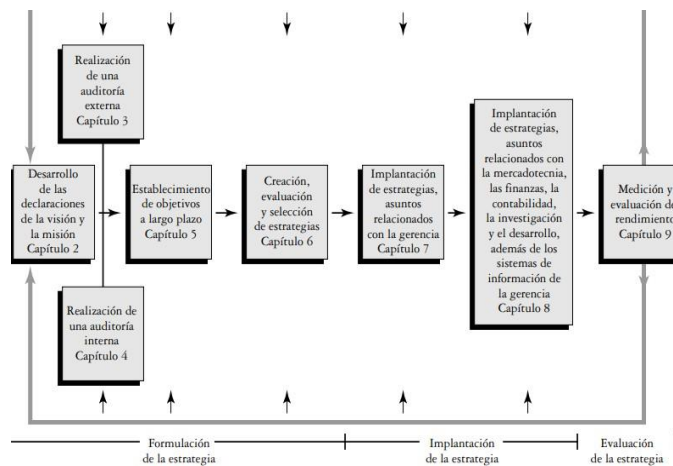 Realización
de una
auditoría
externa
Capítulo 3
Desarrollo
de las
declaraciones
de la visión y
la misión
Capítulo 2
Realización de
una auditoría
interna
Capítulo 4
Establecimiento
de objetivos
a largo plazo
Capítulo 5
Creación,
evaluación
y selección
de estrategias
Capítulo 6
Implantación
de estrategias,
asuntos
relacionados
con la gerencia
Capítulo 7
Implantación
de estrategias,
asuntos
relacionados con
la mercadotecnia,
las finanzas, la
contabilidad,
la investigación
y el desarrollo,
además de los
sistemas de
información de
la gerencia
Capítulo 8
Medición y
evaluación del
rendimiento
Capítulo 9
Formulación
de la estrategia
Implantación
de la estrategia
Evaluación
de la estrategia